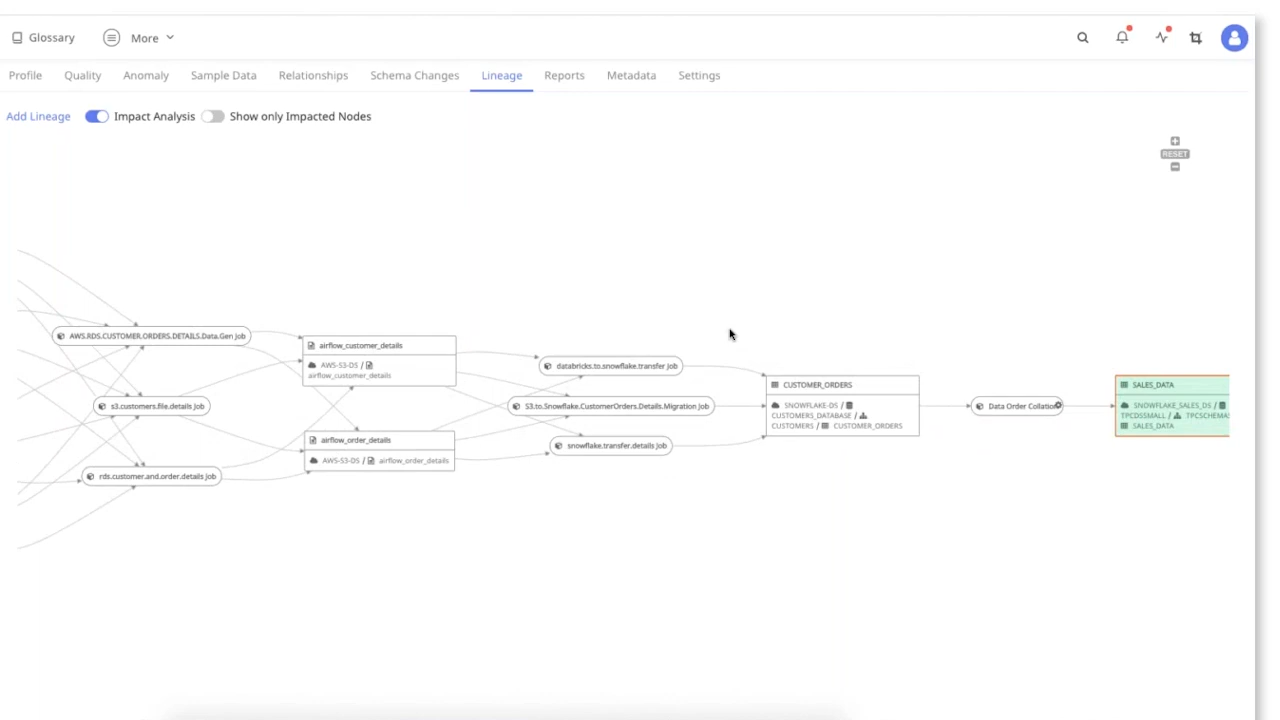 Glossary
More
Profile
Quality
Anomaly
Sample Data
Relationships
Schema Changes
Lineage
Reports
Metadata
Settings
Add Lineage
Impact Analysis
Show only Impacted Nodes
RESET
AWS.RDS.CUSTOMER.ORDERS.DETAILS.Data.Gen Job
s3.customers.file.details Job
rds.customer.and.order.details Job
airflow_customer_details
AWS-S3-DS /
airflow_customer_details
airflow_order_details
AWS-S3-DS / airflow_order_details
databricks.to.snowflake.transfer Job
S3.to.Snowflake.CustomerOrders.Details.Migration Job
snowflake.transfer.details Job
CUSTOMER_ORDERS
SNOWFLAKE-DS /
CUSTOMERS_DATABASE /
CUSTOMERS / CUSTOMER_ORDERS
Data Order Collation
SALES_DATA
SNOWFLAKE_SALES_DS /
TPCDSSMALL / TPCSCHEMA
SALES_DATA